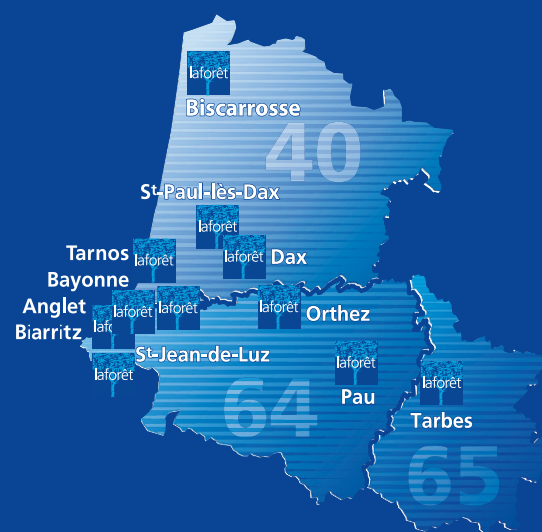 laforêt
Biscarrosse
40
St-Paul-lès-Dax
laforêt
laforêt
Dax
Tarnos
laforêt
Bayonne
Anglet
Biarritz
laf
laforêt
laforêt
laforêt
Orthez
St-Jean-de-Luz
laforêt
64
laforêt
Pau
laforêt
Tarbes
65